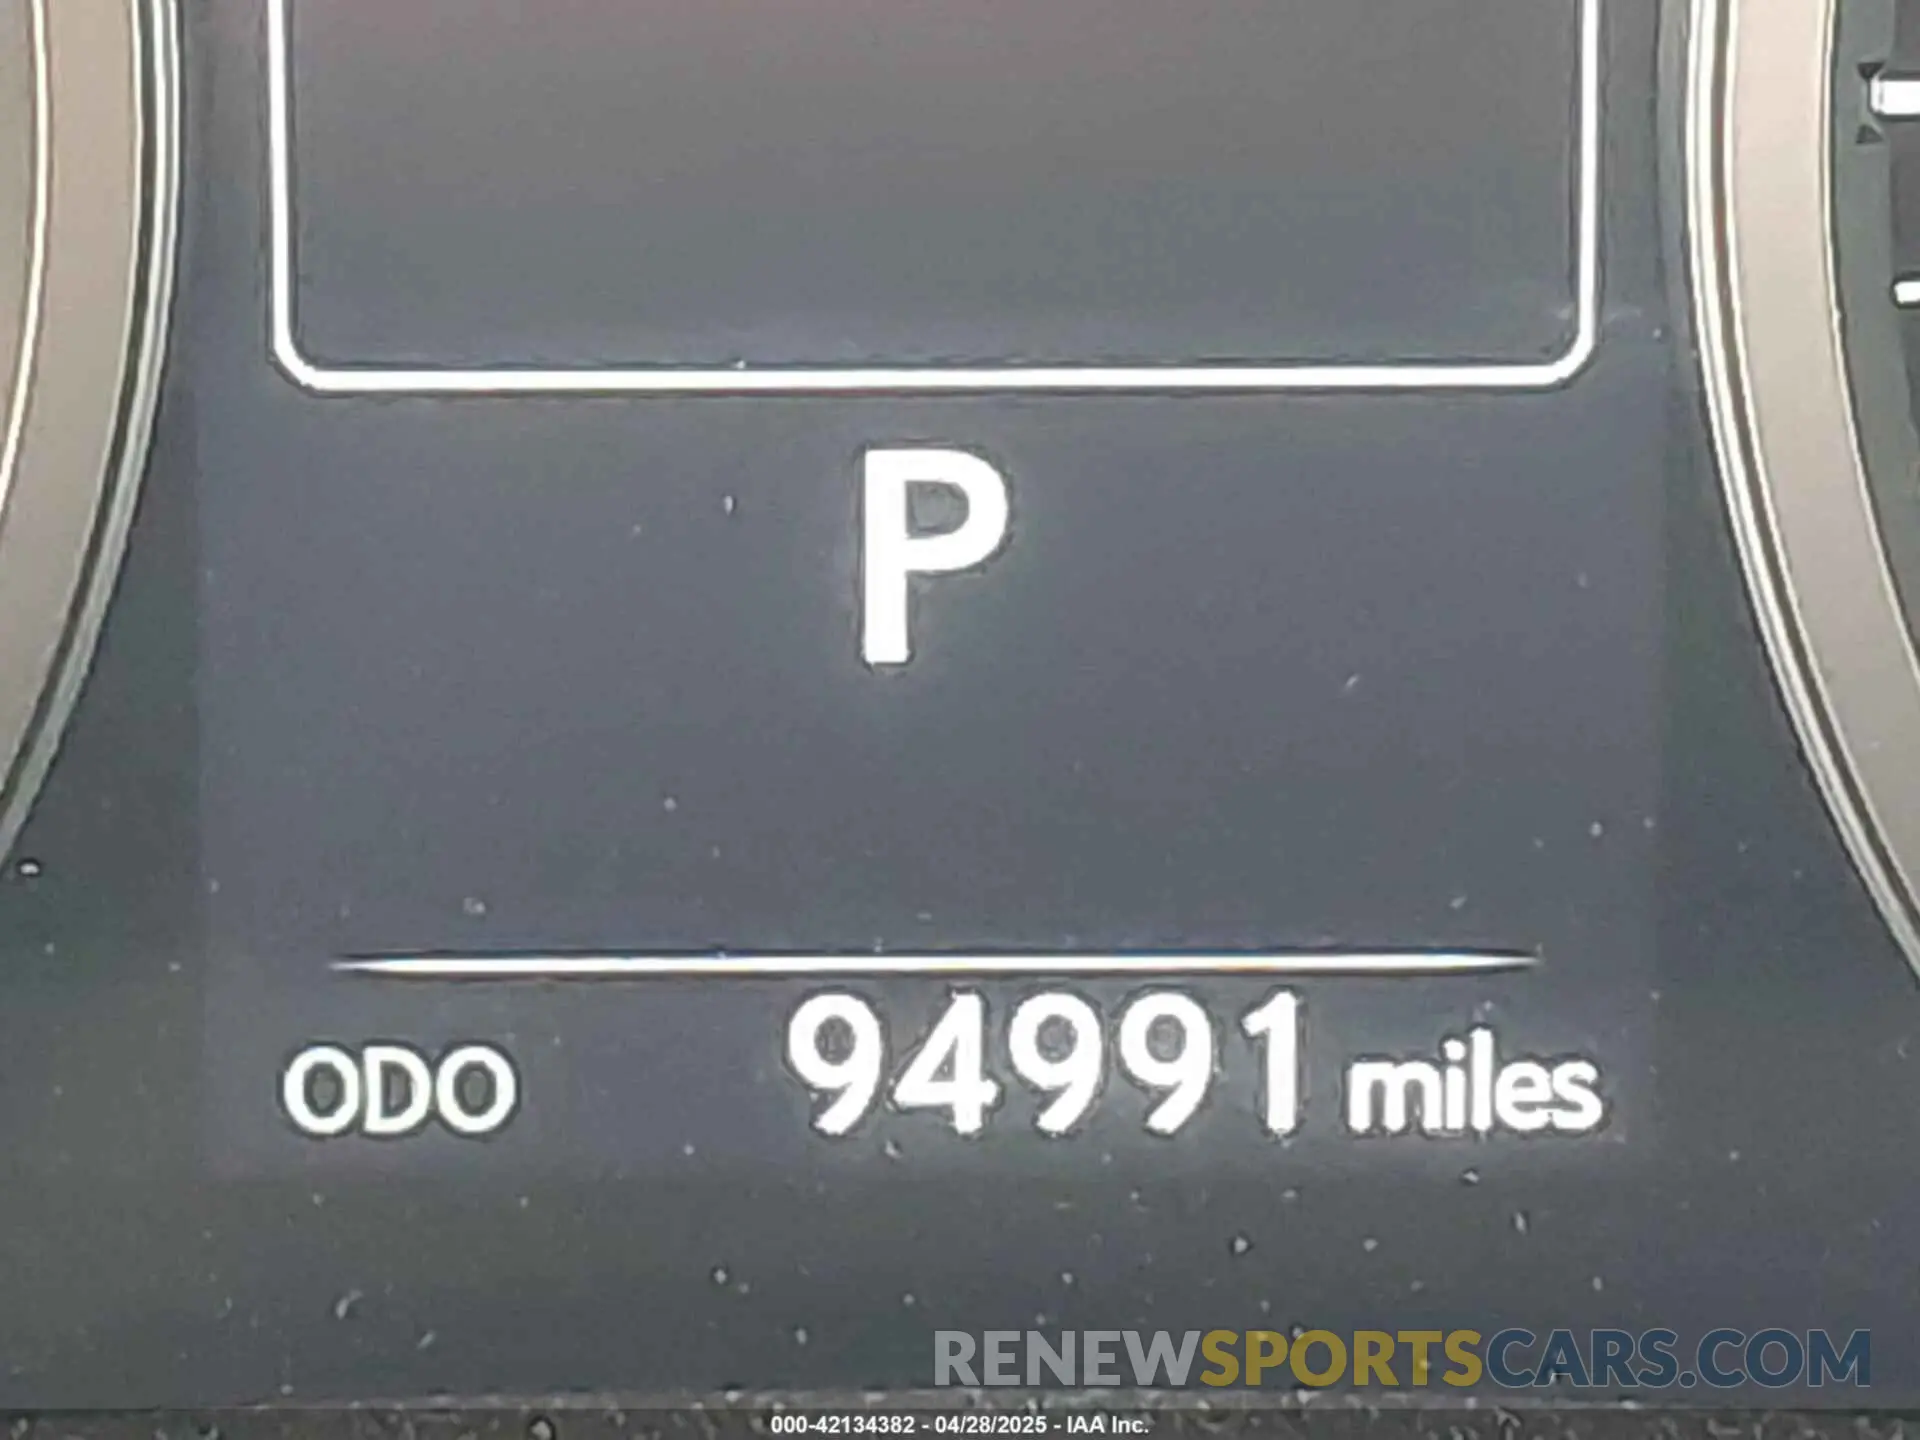 P
ODO 94991 miles
RENEWSPORTSCARS.COM
000-42134382 - 04/28/2025 - IAA Inc.